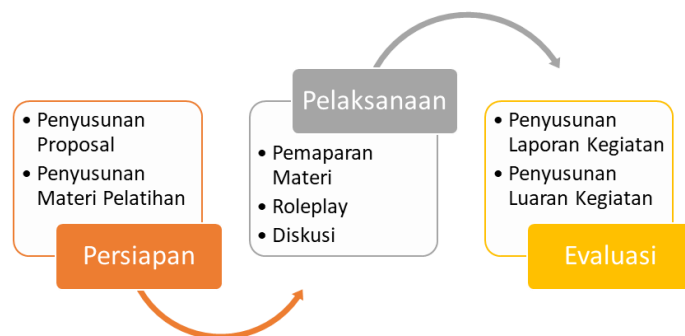 • Penyusunan
Proposal
• Penyusunan
Materi Pelatihan
Persiapan
Pelaksanaan
• Pemaparan
Materi
• Roleplay
• Diskusi
• Penyusunan
Laporan Kegiatan
• Penyusunan
Luaran Kegiatan
Evaluasi